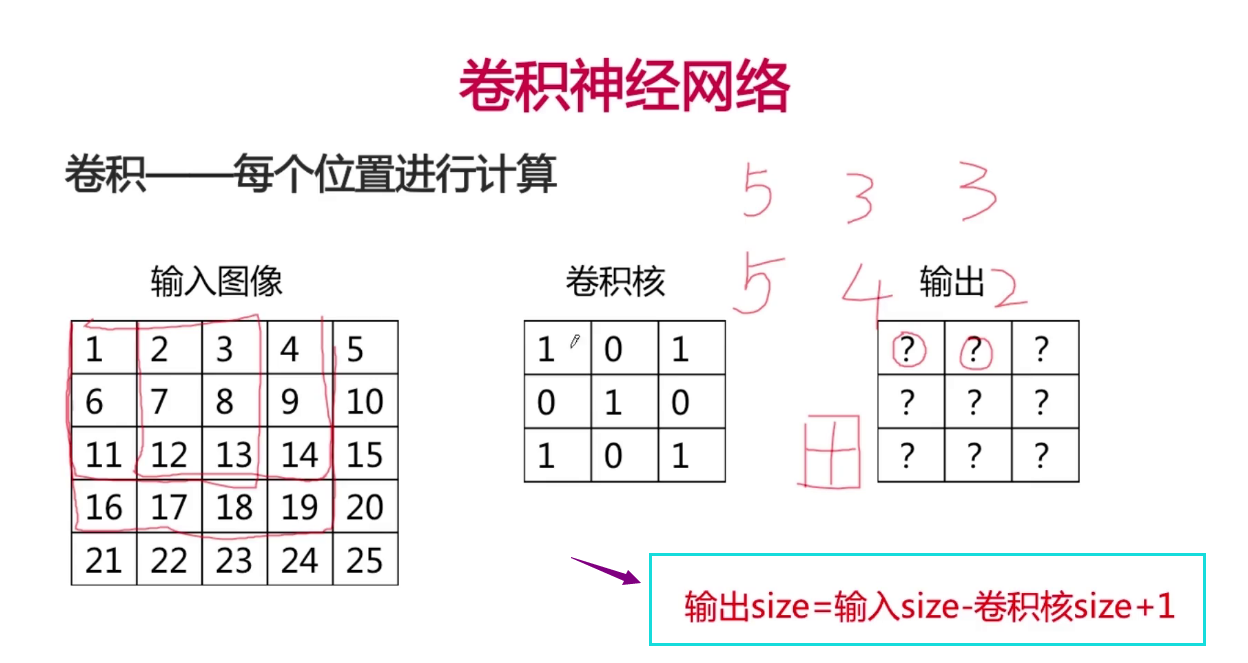 卷积神经网络
卷积——每个位置进行计算
5 3 3
5 4 2
输入图像
1 2 3 4 5
6 7 8 9 10
11 12 13 14 15
16 17 18 19 20
21 22 23 24 25
卷积核
1 0 1
0 1 0
1 0 1
输出
? ? ?
? ? ?
? ? ?
输出size=输入size-卷积核size+1